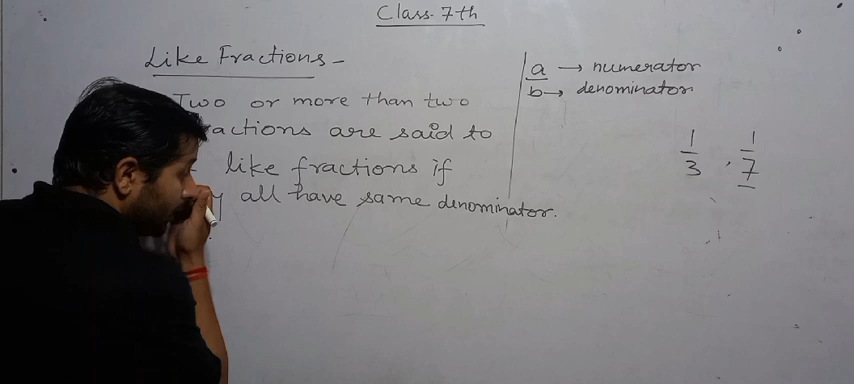 Class-7th
Like Fractions -
Two or more than two
ractions are said to
like fractions if
y all have same denominator.
a → numerator
b → denominator
1/3 , 1/7